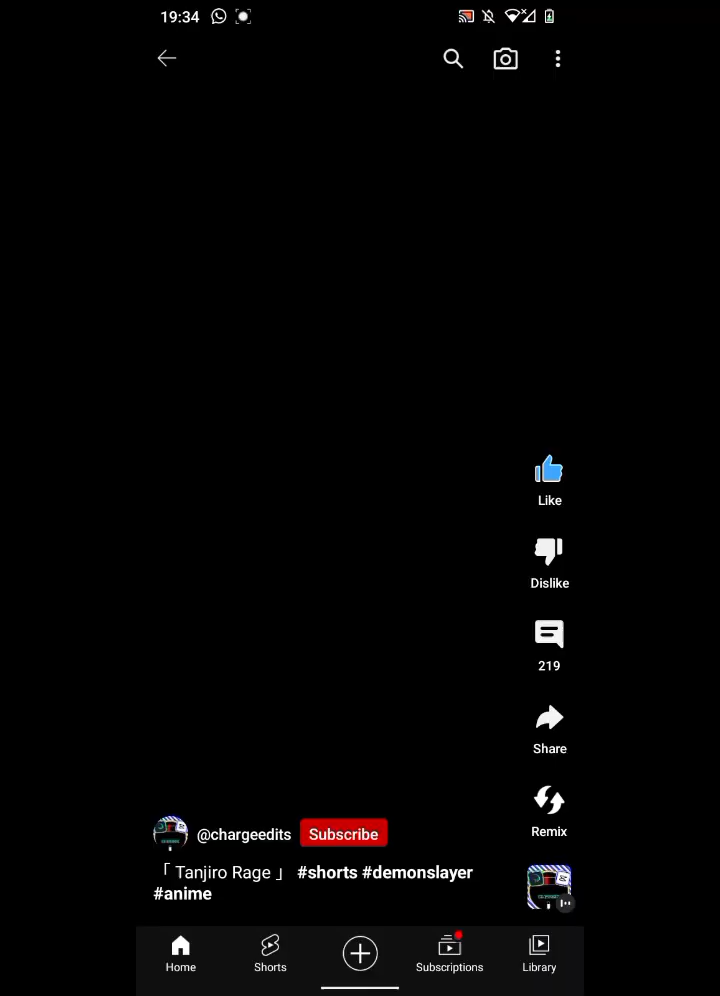 19:34
Like
Dislike
219
Share
Remix
@chargeedits Subscribe
「 Tanjiro Rage 」 #shorts #demonslayer
#anime
Home Shorts Subscriptions Library